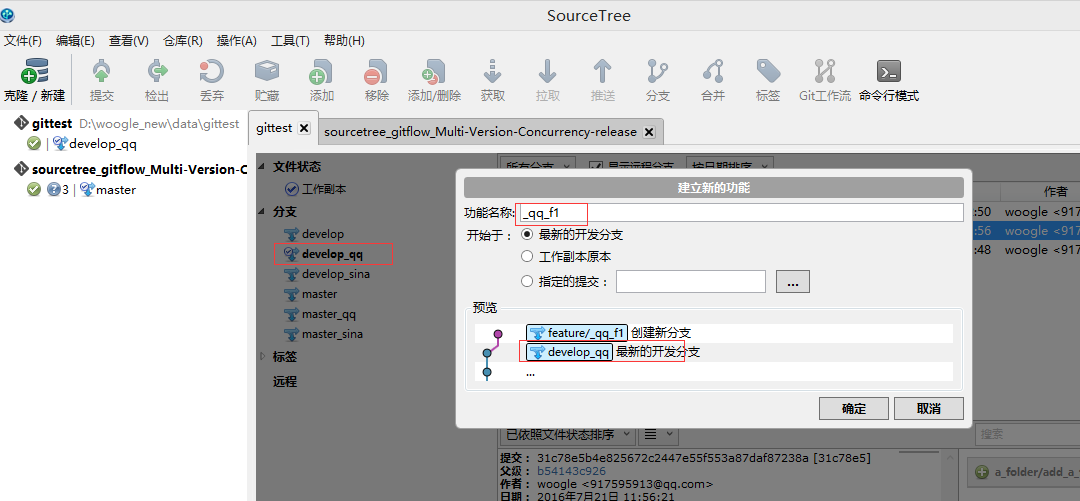 SourceTree
文件(F) 编辑(E) 查看(V) 仓库(R) 操作(A) 工具(T) 帮助(H)
克隆 / 新建 提交 检出 丢弃 贮藏 添加 移除 添加/删除 获取 拉取 推送 分支 合并 标签 Git工作流 命令行模式
gittest D:\woogle_new\data\gittest
develop_qq
sourcetree_gitflow_Multi-Version-C
3 master
gittest sourcetree_gitflow_Multi-Version-Concurrency-release
文件状态
工作副本
分支
develop
develop_qq
develop_sina
master
master_qq
master_sina
标签
远程
所有分支 显示远程分支 按日期排序
作者
:50 woogle <917
:56 woogle <917
:48 woogle <917
建立新的功能
功能名称: _qq_f1
开始于： 最新的开发分支
工作副本原本
指定的提交： ...
预览
feature/_qq_f1 创建新分支
develop_qq 最新的开发分支
...
确定 取消
已依照文件状态排序 搜索
提交： 31c78e5b4e825672c2447e55f553a87daf87238a [31c78e5]
父级： b54143c926
作者： woogle <917595913@qq.com>
日期： 2016年7月21日 11:56:21
a_folder/add_a_